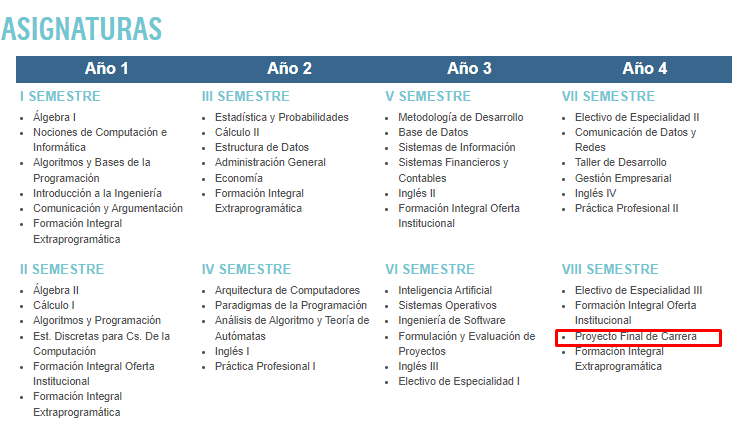 ASIGNATURAS
Año 1
Año 2
Año 3
Año 4
I SEMESTRE
Álgebra I
Nociones de Computación e
Informática
Algoritmos y Bases de la
Programación
Introducción a la Ingeniería
Comunicación y Argumentación
Formación Integral
Extraprogramática
III SEMESTRE
Estadística y Probabilidades
Cálculo II
Estructura de Datos
Administración General
Economía
Formación Integral
Extraprogramática
V SEMESTRE
Metodología de Desarrollo
Base de Datos
Sistemas de Información
Sistemas Financieros y
Contables
Inglés II
Formación Integral Oferta
Institucional
VII SEMESTRE
Electivo de Especialidad II
Comunicación de Datos y
Redes
Taller de Desarrollo
Gestión Empresarial
Inglés IV
Práctica Profesional II
II SEMESTRE
Álgebra II
Cálculo I
Algoritmos y Programación
Est. Discretas para Cs. De la
Computación
Formación Integral Oferta
Institucional
Formación Integral
Extraprogramática
IV SEMESTRE
Arquitectura de Computadores
Paradigmas de la Programación
Análisis de Algoritmo y Teoría de
Autómatas
Inglés I
Práctica Profesional I
VI SEMESTRE
Inteligencia Artificial
Sistemas Operativos
Ingeniería de Software
Formulación y Evaluación de
Proyectos
Inglés III
Electivo de Especialidad I
VIII SEMESTRE
Electivo de Especialidad III
Formación Integral Oferta
Institucional
Proyecto Final de Carrera
Formación Integral
Extraprogramática